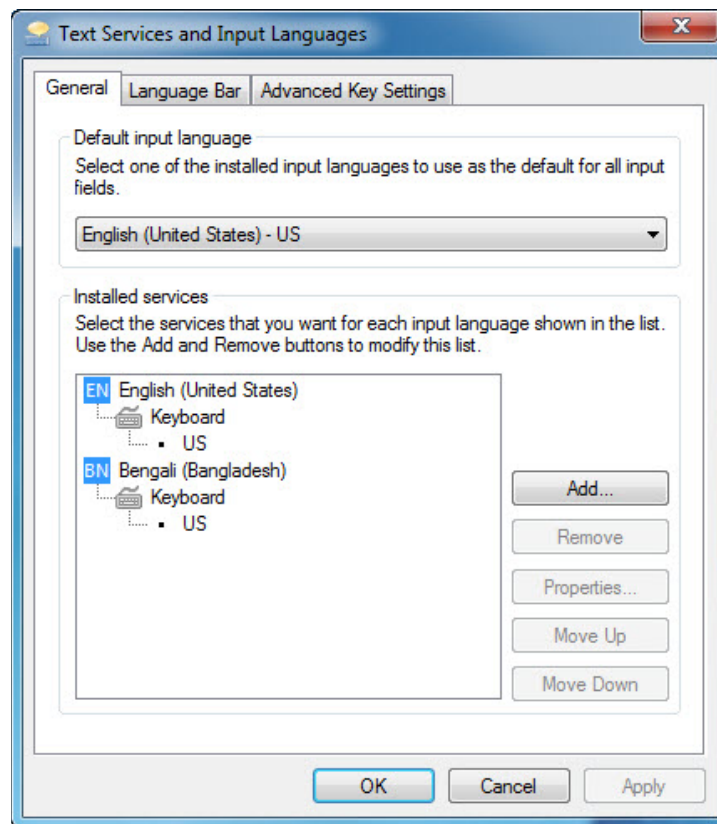 Text Services and Input Languages
General
Language Bar
Advanced Key Settings
Default input language
Select one of the installed input languages to use as the default for all input
fields.
English (United States) - US
Installed services
Select the services that you want for each input language shown in the list.
Use the Add and Remove buttons to modify this list.
EN English (United States)
Keyboard
US
BN Bengali (Bangladesh)
Keyboard
US
Add...
Remove
Properties...
Move Up
Move Down
OK
Cancel
Apply